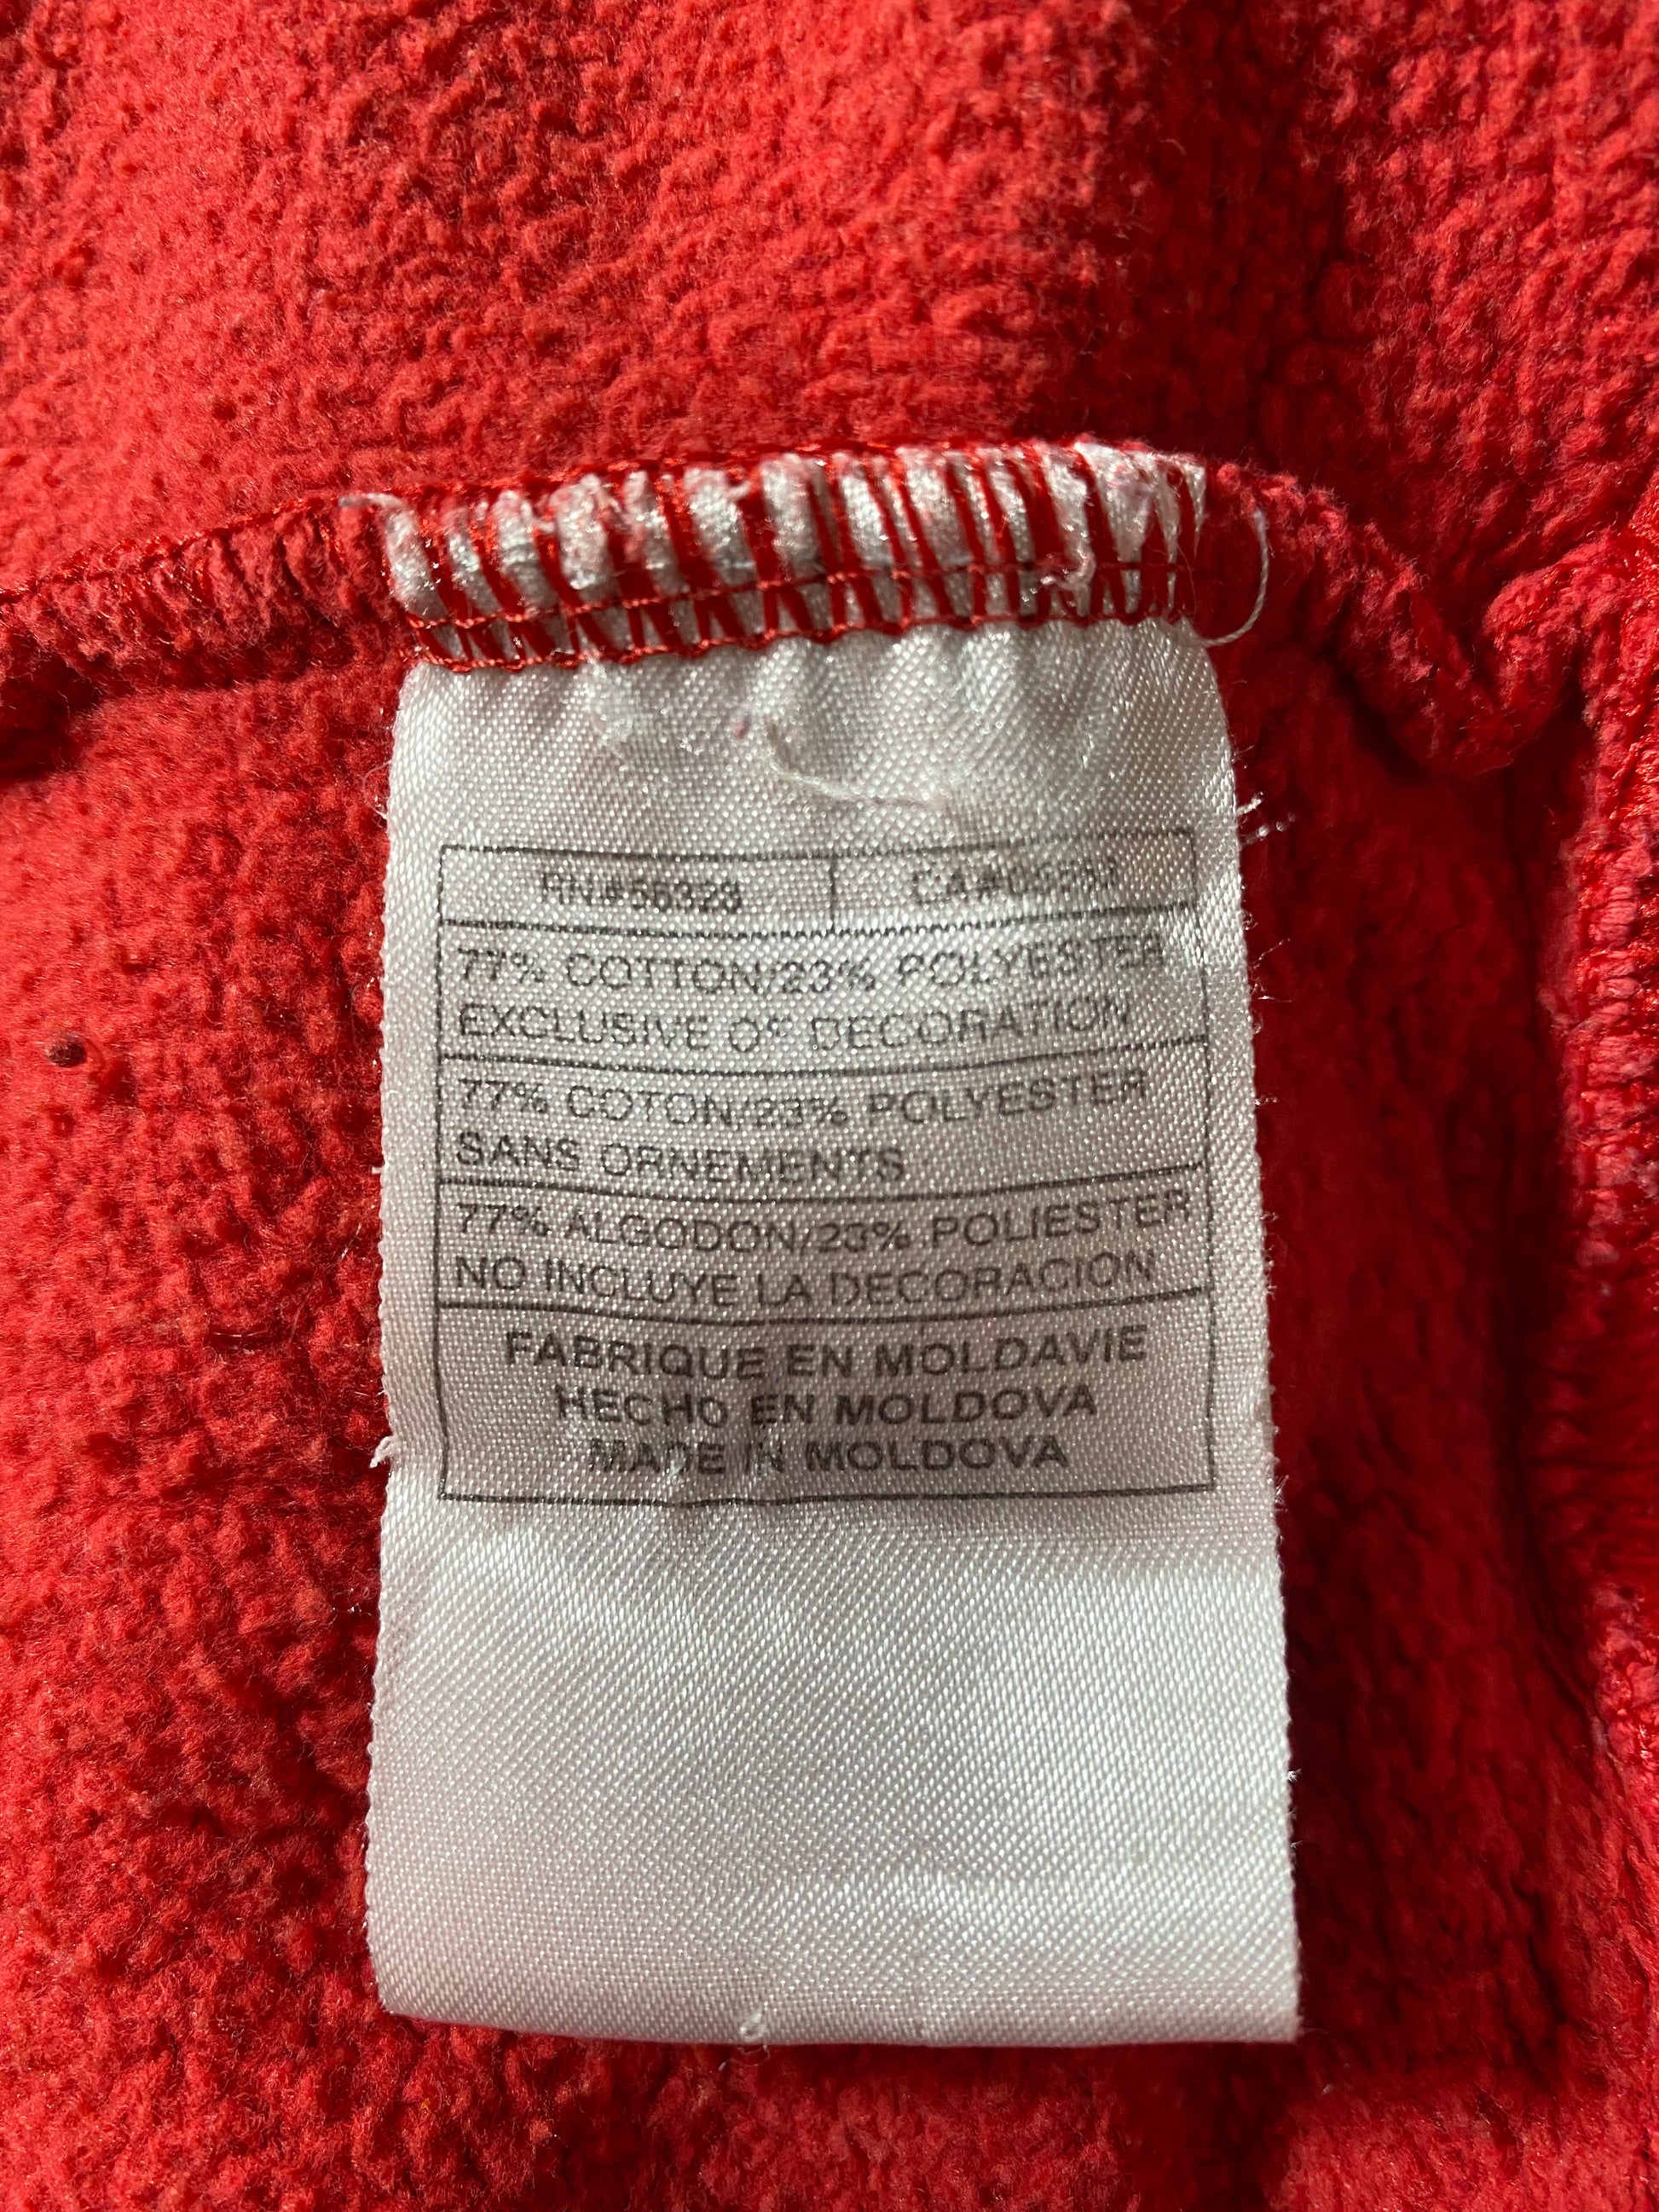 RN#56323
77% COTTON/23% POLYESTER
EXCLUSIVE OF DECORATION
77% COTON/23% POLYESTER
SANS ORNEMENTS
77% ALGODON/23% POLIESTER
NO INCLUYE LA DECORACION
FABRIQUE EN MOLDAVIE
HECHO EN MOLDOVA
MADE IN MOLDOVA